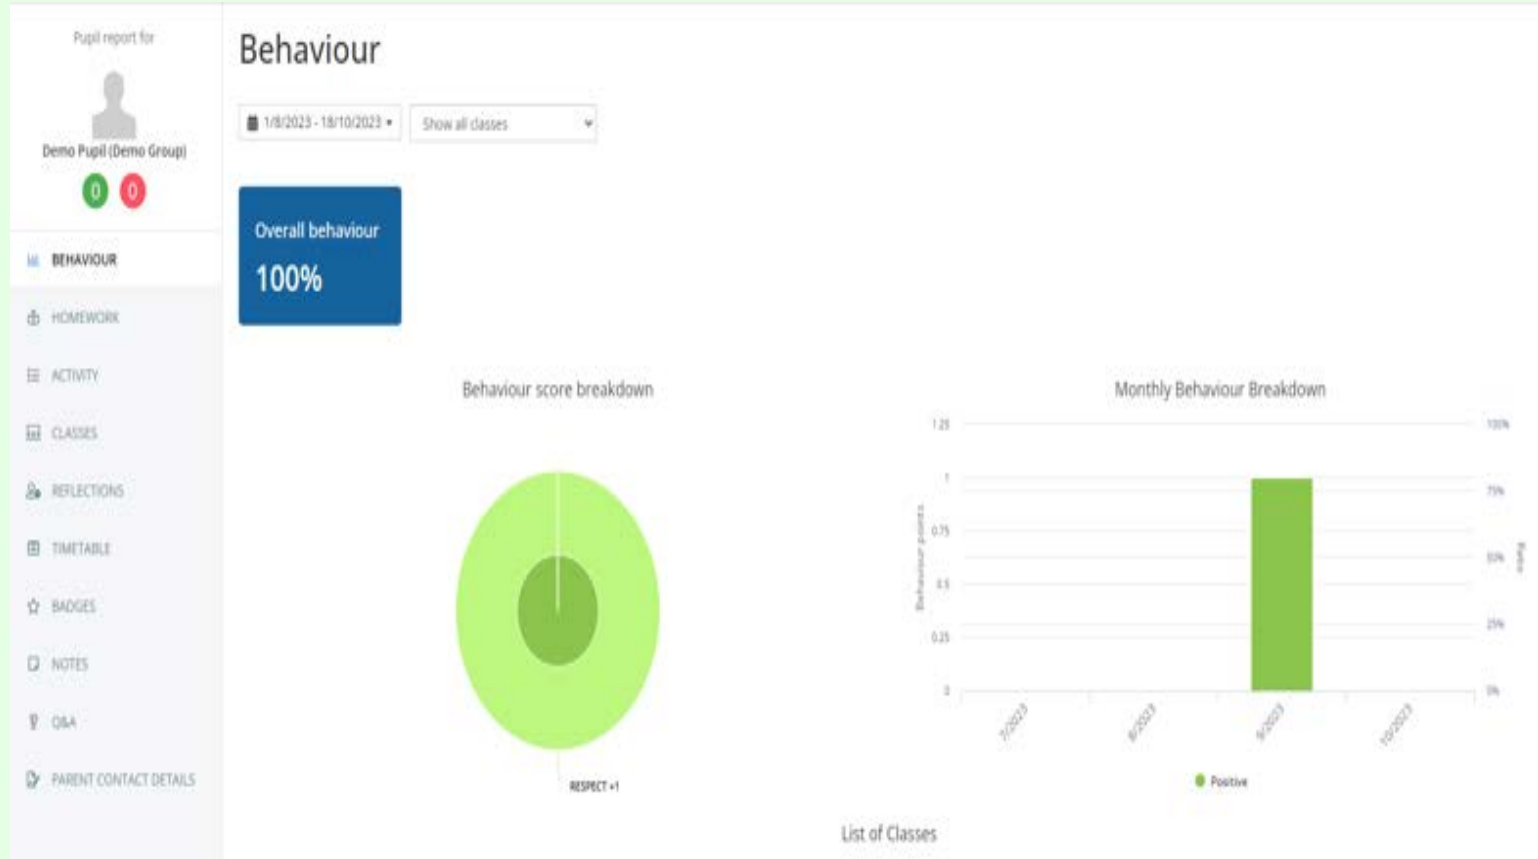 Pupil report for
Demo Pupil (Demo Group)
0 0
BEHAVIOUR
HOMEWORK
ACTIVITY
CLASSES
REFLECTIONS
TIMETABLE
BADGES
NOTES
Q&A
PARENT CONTACT DETAILS
Behaviour
1/8/2023 - 18/10/2023
Show all classes
Overall behaviour
100%
Behaviour score breakdown
RESPECT +1
Monthly Behaviour Breakdown
Behaviour points
1.25
1
0.75
0.5
0.25
0
100%
75%
50%
25%
0%
7/2023
8/2023
9/2023
10/2023
Positive
List of Classes